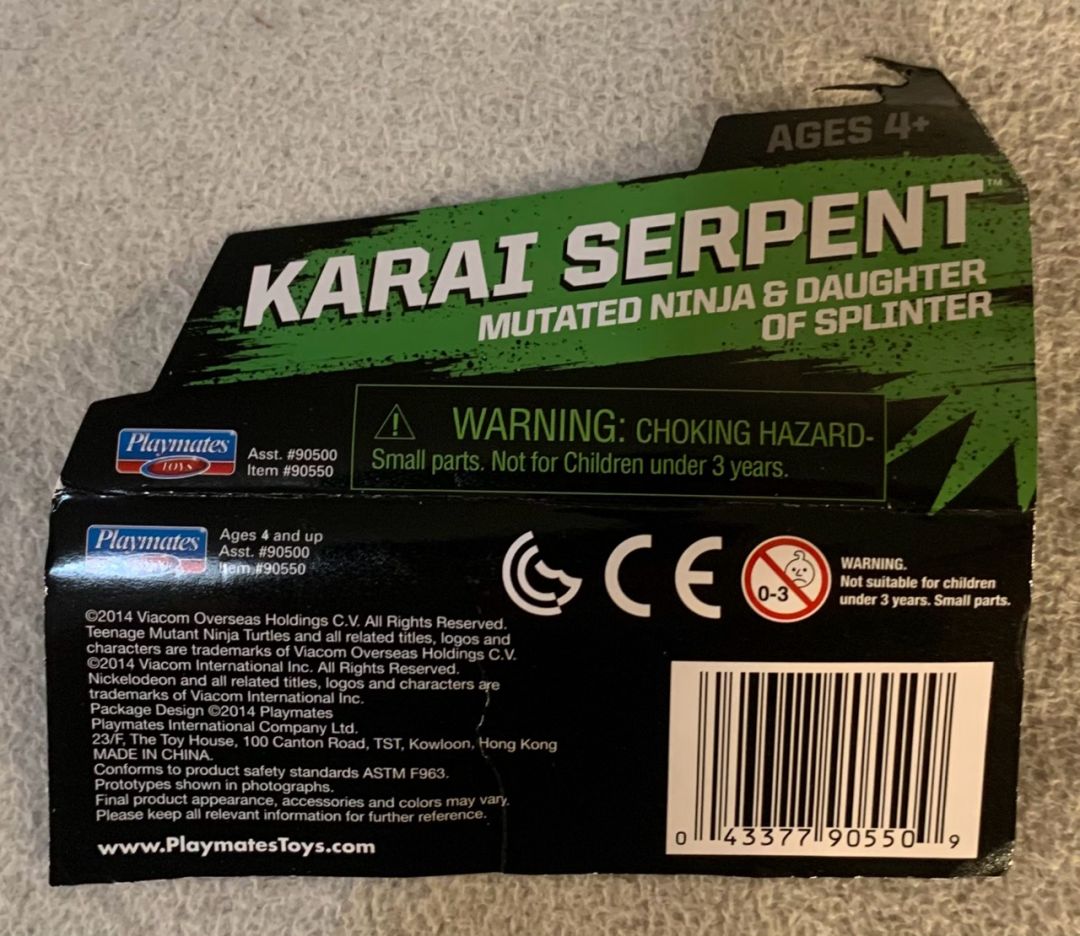 AGES 4+
KARAI SERPENT™
MUTATED NINJA & DAUGHTER
OF SPLINTER
Playmates
TOYS
Asst. #90500
Item #90550
WARNING: CHOKING HAZARD-
Small parts. Not for Children under 3 years.
Playmates
Ages 4 and up
Asst. #90500
Item #90550
CE
0-3
WARNING.
Not suitable for children
under 3 years. Small parts.
©2014 Viacom Overseas Holdings C.V. All Rights Reserved.
Teenage Mutant Ninja Turtles and all related titles, logos and
characters are trademarks of Viacom Overseas Holdings C.V.
©2014 Viacom International Inc. All Rights Reserved.
Nickelodeon and all related titles, logos and characters are
trademarks of Viacom International Inc.
Package Design ©2014 Playmates
Playmates International Company Ltd.
23/F, The Toy House, 100 Canton Road, TST, Kowloon, Hong Kong
MADE IN CHINA.
Conforms to product safety standards ASTM F963.
Prototypes shown in photographs.
Final product appearance, accessories and colors may vary.
Please keep all relevant information for further reference.
www.PlaymatesToys.com
0 43377 90550 9